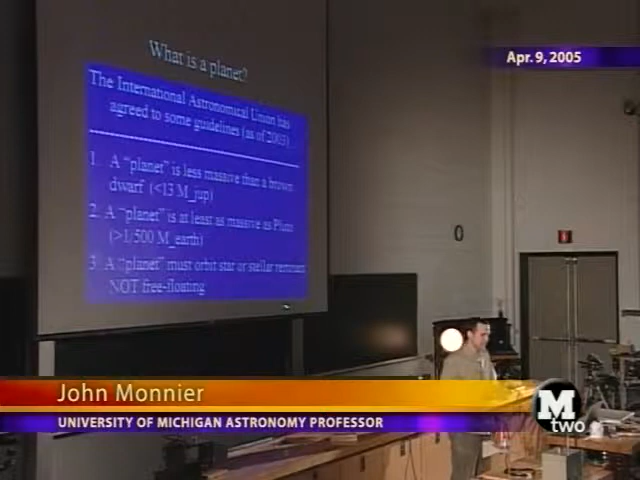 What is a planet?
The International Astronomical Union has
agreed to some guidelines (as of 2003)
1. A "planet" is less massive than a brown
dwarf (<13 M_jup)
2. A "planet" is at least as massive as Pluto
(>1/500 M_earth)
3. A "planet" must orbit star or stellar remnant
NOT free-floating
Apr. 9, 2005
John Monnier
UNIVERSITY OF MICHIGAN ASTRONOMY PROFESSOR
M
two